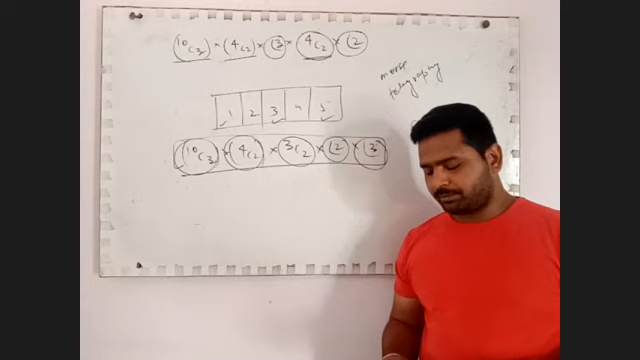 ¹⁰C₃ × ⁴C₂ × ⌊3 × ⁴C₂ × ⌊2
morse
telegraphy
1 2 3 4 5
¹⁰C₃ × ⁴C₂ × ³C₂ × ⌊2 × ⌊3